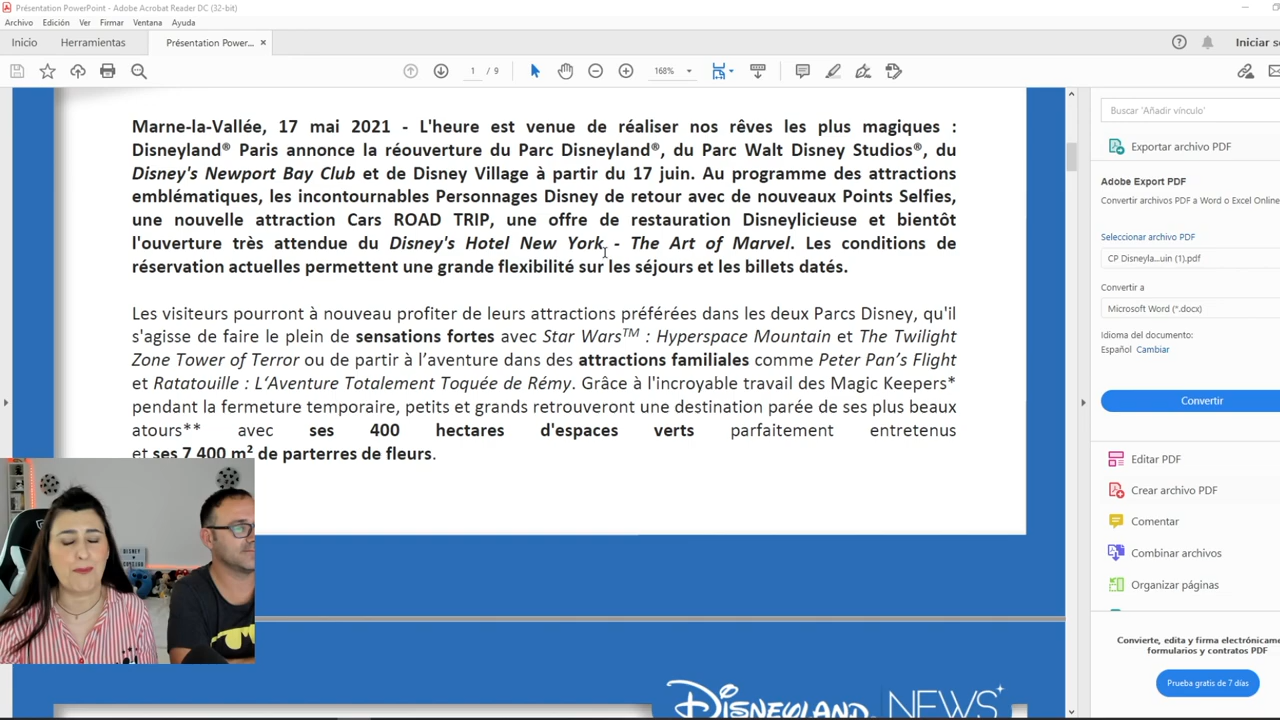 Présentation PowerPoint - Adobe Acrobat Reader DC (32-bit)
Archivo Edición Ver Firmar Ventana Ayuda
Inicio Herramientas Présentation Power... × Iniciar se
1 / 9 168%
Marne-la-Vallée, 17 mai 2021 - L'heure est venue de réaliser nos rêves les plus magiques :
Disneyland® Paris annonce la réouverture du Parc Disneyland®, du Parc Walt Disney Studios®, du
Disney's Newport Bay Club et de Disney Village à partir du 17 juin. Au programme des attractions
emblématiques, les incontournables Personnages Disney de retour avec de nouveaux Points Selfies,
une nouvelle attraction Cars ROAD TRIP, une offre de restauration Disneylicieuse et bientôt
l'ouverture très attendue du Disney's Hotel New York - The Art of Marvel. Les conditions de
réservation actuelles permettent une grande flexibilité sur les séjours et les billets datés.
Les visiteurs pourront à nouveau profiter de leurs attractions préférées dans les deux Parcs Disney, qu'il
s'agisse de faire le plein de sensations fortes avec Star Wars™ : Hyperspace Mountain et The Twilight
Zone Tower of Terror ou de partir à l’aventure dans des attractions familiales comme Peter Pan’s Flight
et Ratatouille : L’Aventure Totalement Toquée de Rémy. Grâce à l'incroyable travail des Magic Keepers*
pendant la fermeture temporaire, petits et grands retrouveront une destination parée de ses plus beaux
atours** avec ses 400 hectares d'espaces verts parfaitement entretenus
et ses 7 400 m² de parterres de fleurs.
DISNEY
DISNEYLAND NEWS
Buscar 'Añadir vínculo'
Exportar archivo PDF
Adobe Export PDF
Convertir archivos PDF a Word o Excel Online
Seleccionar archivo PDF
CP Disneyla...uin (1).pdf
Convertir a
Microsoft Word (*.docx)
Idioma del documento:
Español Cambiar
Convertir
Editar PDF
Crear archivo PDF
Comentar
Combinar archivos
Organizar páginas
Convierte, edita y firma electrónicame
formularios y contratos PDF
Prueba gratis de 7 días